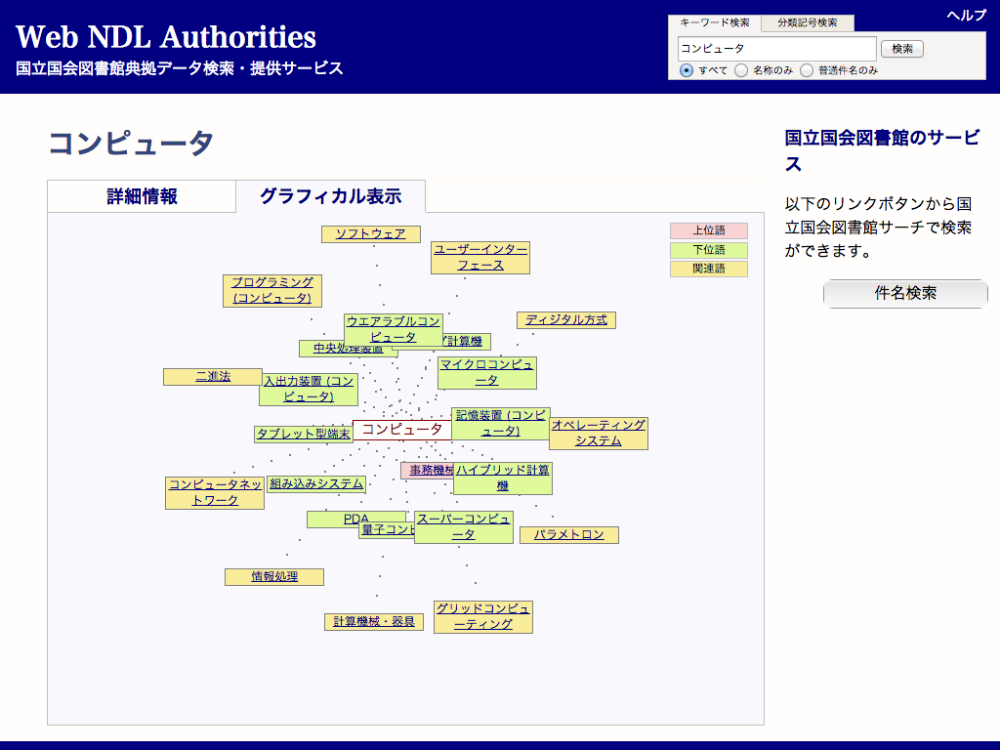 Web NDL Authorities
国立国会図書館典拠データ検索・提供サービス
ヘルプ
キーワード検索
分類記号検索
コンピュータ
検索
すべて
名称のみ
普通件名のみ
コンピュータ
詳細情報
グラフィカル表示
上位語
下位語
関連語
ソフトウェア
ユーザーインター
フェース
プログラミング
(コンピュータ)
ウエアラブルコン
ピュータ
ディジタル方式
中央処理装置
計算機
マイクロコンピュ
ータ
二進法
入出力装置 (コン
ピュータ)
記憶装置 (コンピ
ュータ)
オペレーティング
システム
タブレット型端末
コンピュータ
事務機械
ハイブリッド計算
機
コンピュータネッ
トワーク
組み込みシステム
PDA
量子コンピ
スーパーコンピュ
ータ
パラメトロン
情報処理
計算機械・器具
グリッドコンピュ
ーティング
国立国会図書館のサービ
ス
以下のリンクボタンから国
立国会図書館サーチで検索
ができます。
件名検索